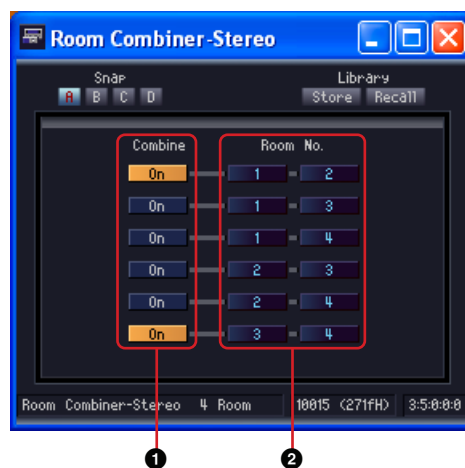 Room Combiner-Stereo
Snap Library
A B C D Store Recall
Combine Room No.
On 1 2
On 1 3
On 1 4
On 2 3
On 2 4
On 3 4
Room Combiner-Stereo 4 Room 10015 (271fH) 3:5:0:0:0
1 2